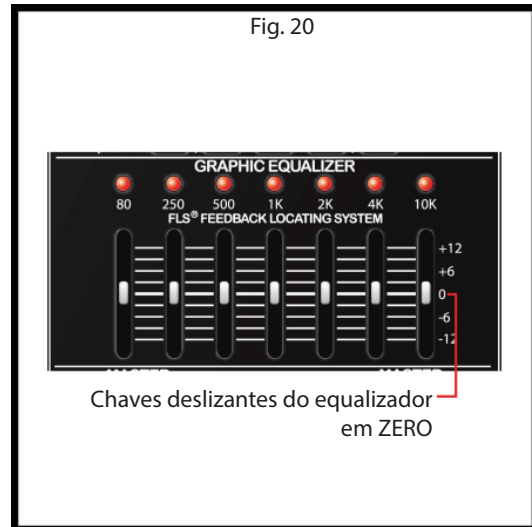 Fig. 20
GRAPHIC EQUALIZER
80 250 500 1K 2K 4K 10K
FLS® FEEDBACK LOCATING SYSTEM
+12
+6
0
-6
-12
Chaves deslizantes do equalizador
em ZERO